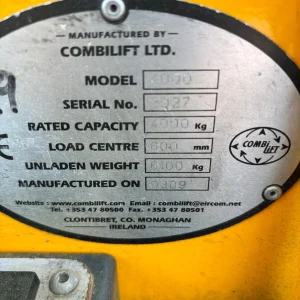 MANUFACTURED BY
COMBILIFT LTD.
MODEL
SERIAL No.
RATED CAPACITY 4000 Kg
LOAD CENTRE 600 mm
UNLADEN WEIGHT Kg
MANUFACTURED ON
COMBi LiFT
Website : www.combilift.com Email : combilift@eircom.net
Tel. +353 47 80500 Fax. +353 47 80501
CLONTIBRET, CO. MONAGHAN
IRELAND